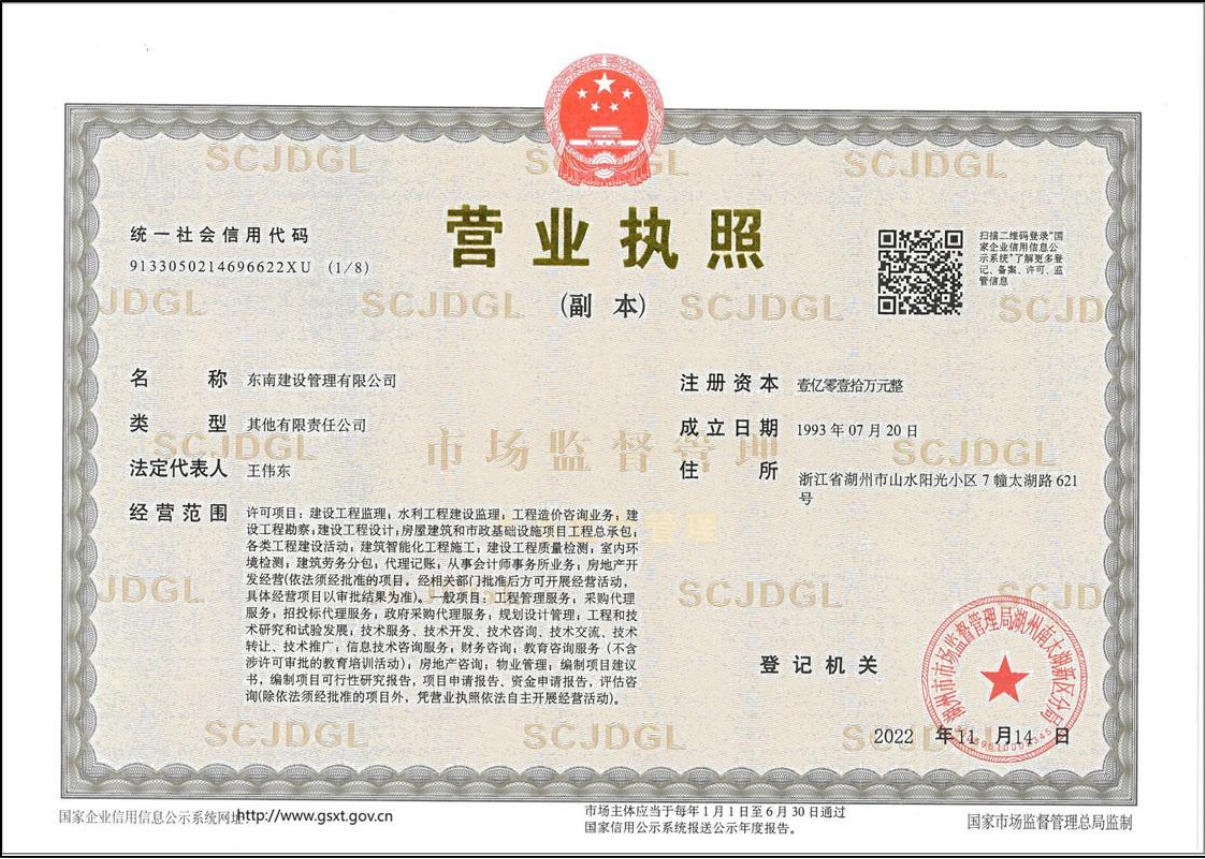 营业执照
(副 本)
统一社会信用代码
9133050214696622XU (1/8)
扫描二维码登录“国
家企业信用信息公
示系统”了解更多登
记、备案、许可、监
管信息
名 称 东南建设管理有限公司
类 型 其他有限责任公司
法定代表人 王伟东
经营范围 许可项目：建设工程监理；水利工程建设监理；工程造价咨询业务；建
设工程勘察；建设工程设计；房屋建筑和市政基础设施项目工程总承包；
各类工程建设活动；建筑智能化工程施工；建设工程质量检测；室内环
境检测；建筑劳务分包；代理记账；从事会计师事务所业务；房地产开
发经营(依法须经批准的项目，经相关部门批准后方可开展经营活动，
具体经营项目以审批结果为准)。一般项目：工程管理服务；采购代理
服务；招投标代理服务；政府采购代理服务；规划设计管理；工程和技
术研究和试验发展；技术服务、技术开发、技术咨询、技术交流、技术
转让、技术推广；信息技术咨询服务；财务咨询；教育咨询服务（不含
涉许可审批的教育培训活动）；房地产咨询；物业管理；编制项目建议
书，编制项目可行性研究报告，项目申请报告、资金申请报告，评估咨
询(除依法须经批准的项目外，凭营业执照依法自主开展经营活动)。
注册资本 壹亿零壹拾万元整
成立日期 1993年07月20日
住 所 浙江省湖州市山水阳光小区7幢太湖路621
号
登记机关
湖州市市场监督管理局湖州南太湖新区分局
2022 年11 月14 日
国家企业信用信息公示系统网址:http://www.gsxt.gov.cn
市场主体应当于每年1月1日至6月30日通过
国家信用公示系统报送公示年度报告。
国家市场监督管理总局监制
SCJDGL
市场监督管理